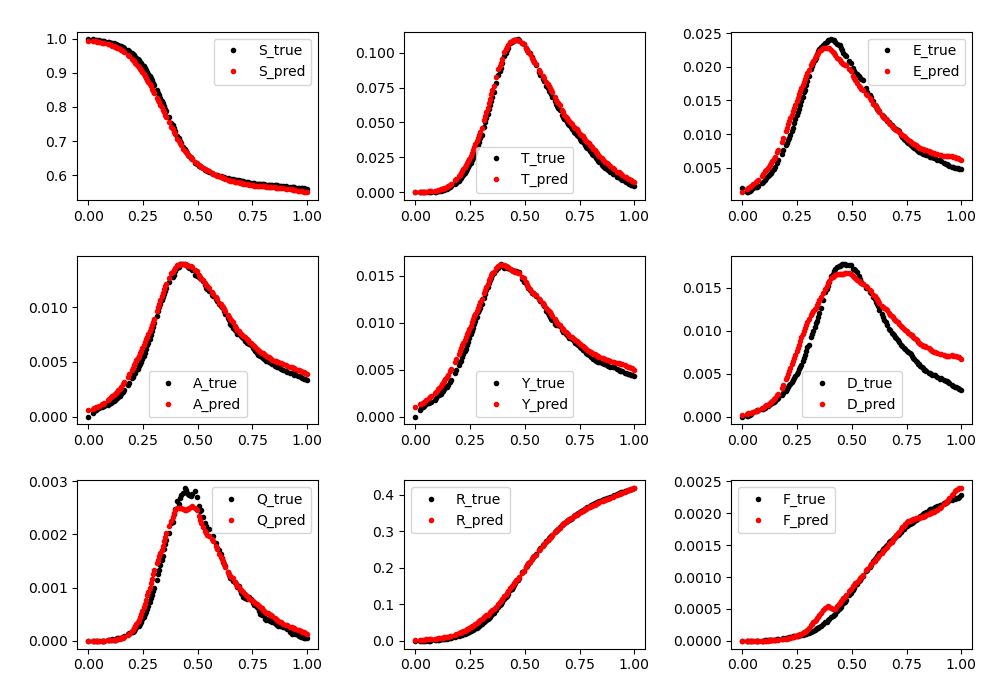 1.0
0.9
0.8
0.7
0.6
0.00 0.25 0.50 0.75 1.00
S_true
S_pred
0.100
0.075
0.050
0.025
0.000
0.00 0.25 0.50 0.75 1.00
T_true
T_pred
0.025
0.020
0.015
0.010
0.005
0.00 0.25 0.50 0.75 1.00
E_true
E_pred
0.010
0.005
0.000
0.00 0.25 0.50 0.75 1.00
A_true
A_pred
0.015
0.010
0.005
0.000
0.00 0.25 0.50 0.75 1.00
Y_true
Y_pred
0.015
0.010
0.005
0.000
0.00 0.25 0.50 0.75 1.00
D_true
D_pred
0.003
0.002
0.001
0.000
0.00 0.25 0.50 0.75 1.00
Q_true
Q_pred
0.4
0.3
0.2
0.1
0.0
0.00 0.25 0.50 0.75 1.00
R_true
R_pred
0.0025
0.0020
0.0015
0.0010
0.0005
0.0000
0.00 0.25 0.50 0.75 1.00
F_true
F_pred